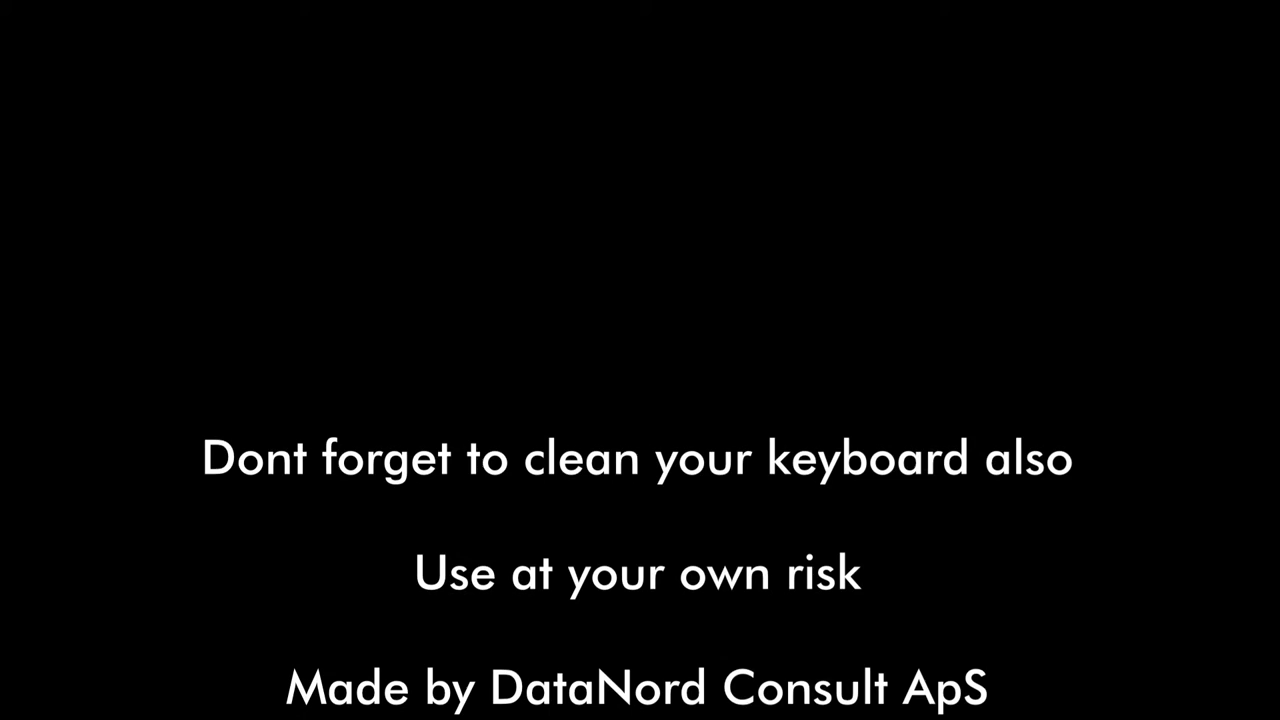 Dont forget to clean your keyboard also
Use at your own risk
Made by DataNord Consult ApS